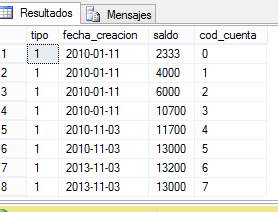 Resultados Mensajes
tipo fecha_creacion saldo cod_cuenta
1 1 2010-01-11 2333 0
2 1 2010-01-11 4000 1
3 1 2010-01-11 6000 2
4 1 2010-01-11 10700 3
5 1 2010-11-03 11700 4
6 1 2010-11-03 13000 5
7 1 2013-11-03 13200 6
8 1 2013-11-03 13000 7